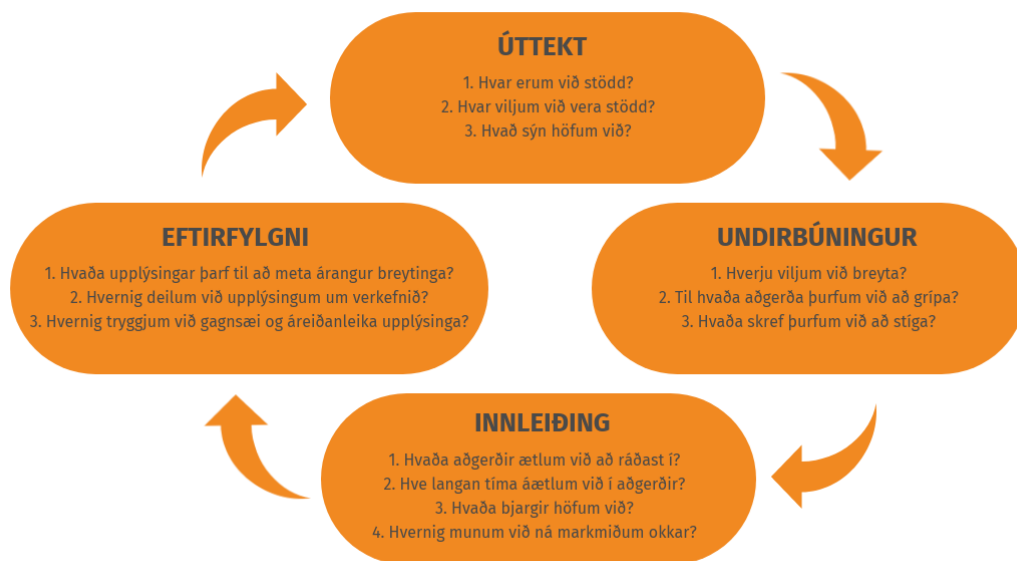 ÚTTEKT
1. Hvar erum við stödd?
2. Hvar viljum við vera stödd?
3. Hvað sýn höfum við?
UNDIRBÚNINGUR
1. Hverju viljum við breyta?
2. Til hvaða aðgerða þurfum við að grípa?
3. Hvaða skref þurfum við að stíga?
INNLEIÐING
1. Hvaða aðgerðir ætlum við að ráðast í?
2. Hve langan tíma áætlum við í aðgerðir?
3. Hvaða bjargir höfum við?
4. Hvernig munum við ná markmiðum okkar?
EFTIRFYLGNI
1. Hvaða upplýsingar þarf til að meta árangur breytinga?
2. Hvernig deilum við upplýsingum um verkefnið?
3. Hvernig tryggjum við gagnsæi og áreiðanleika upplýsinga?